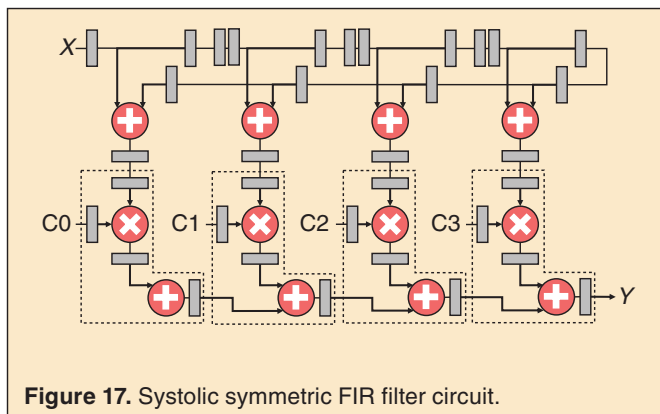 X
C0
C1
C2
C3
Y
Figure 17. Systolic symmetric FIR filter circuit.